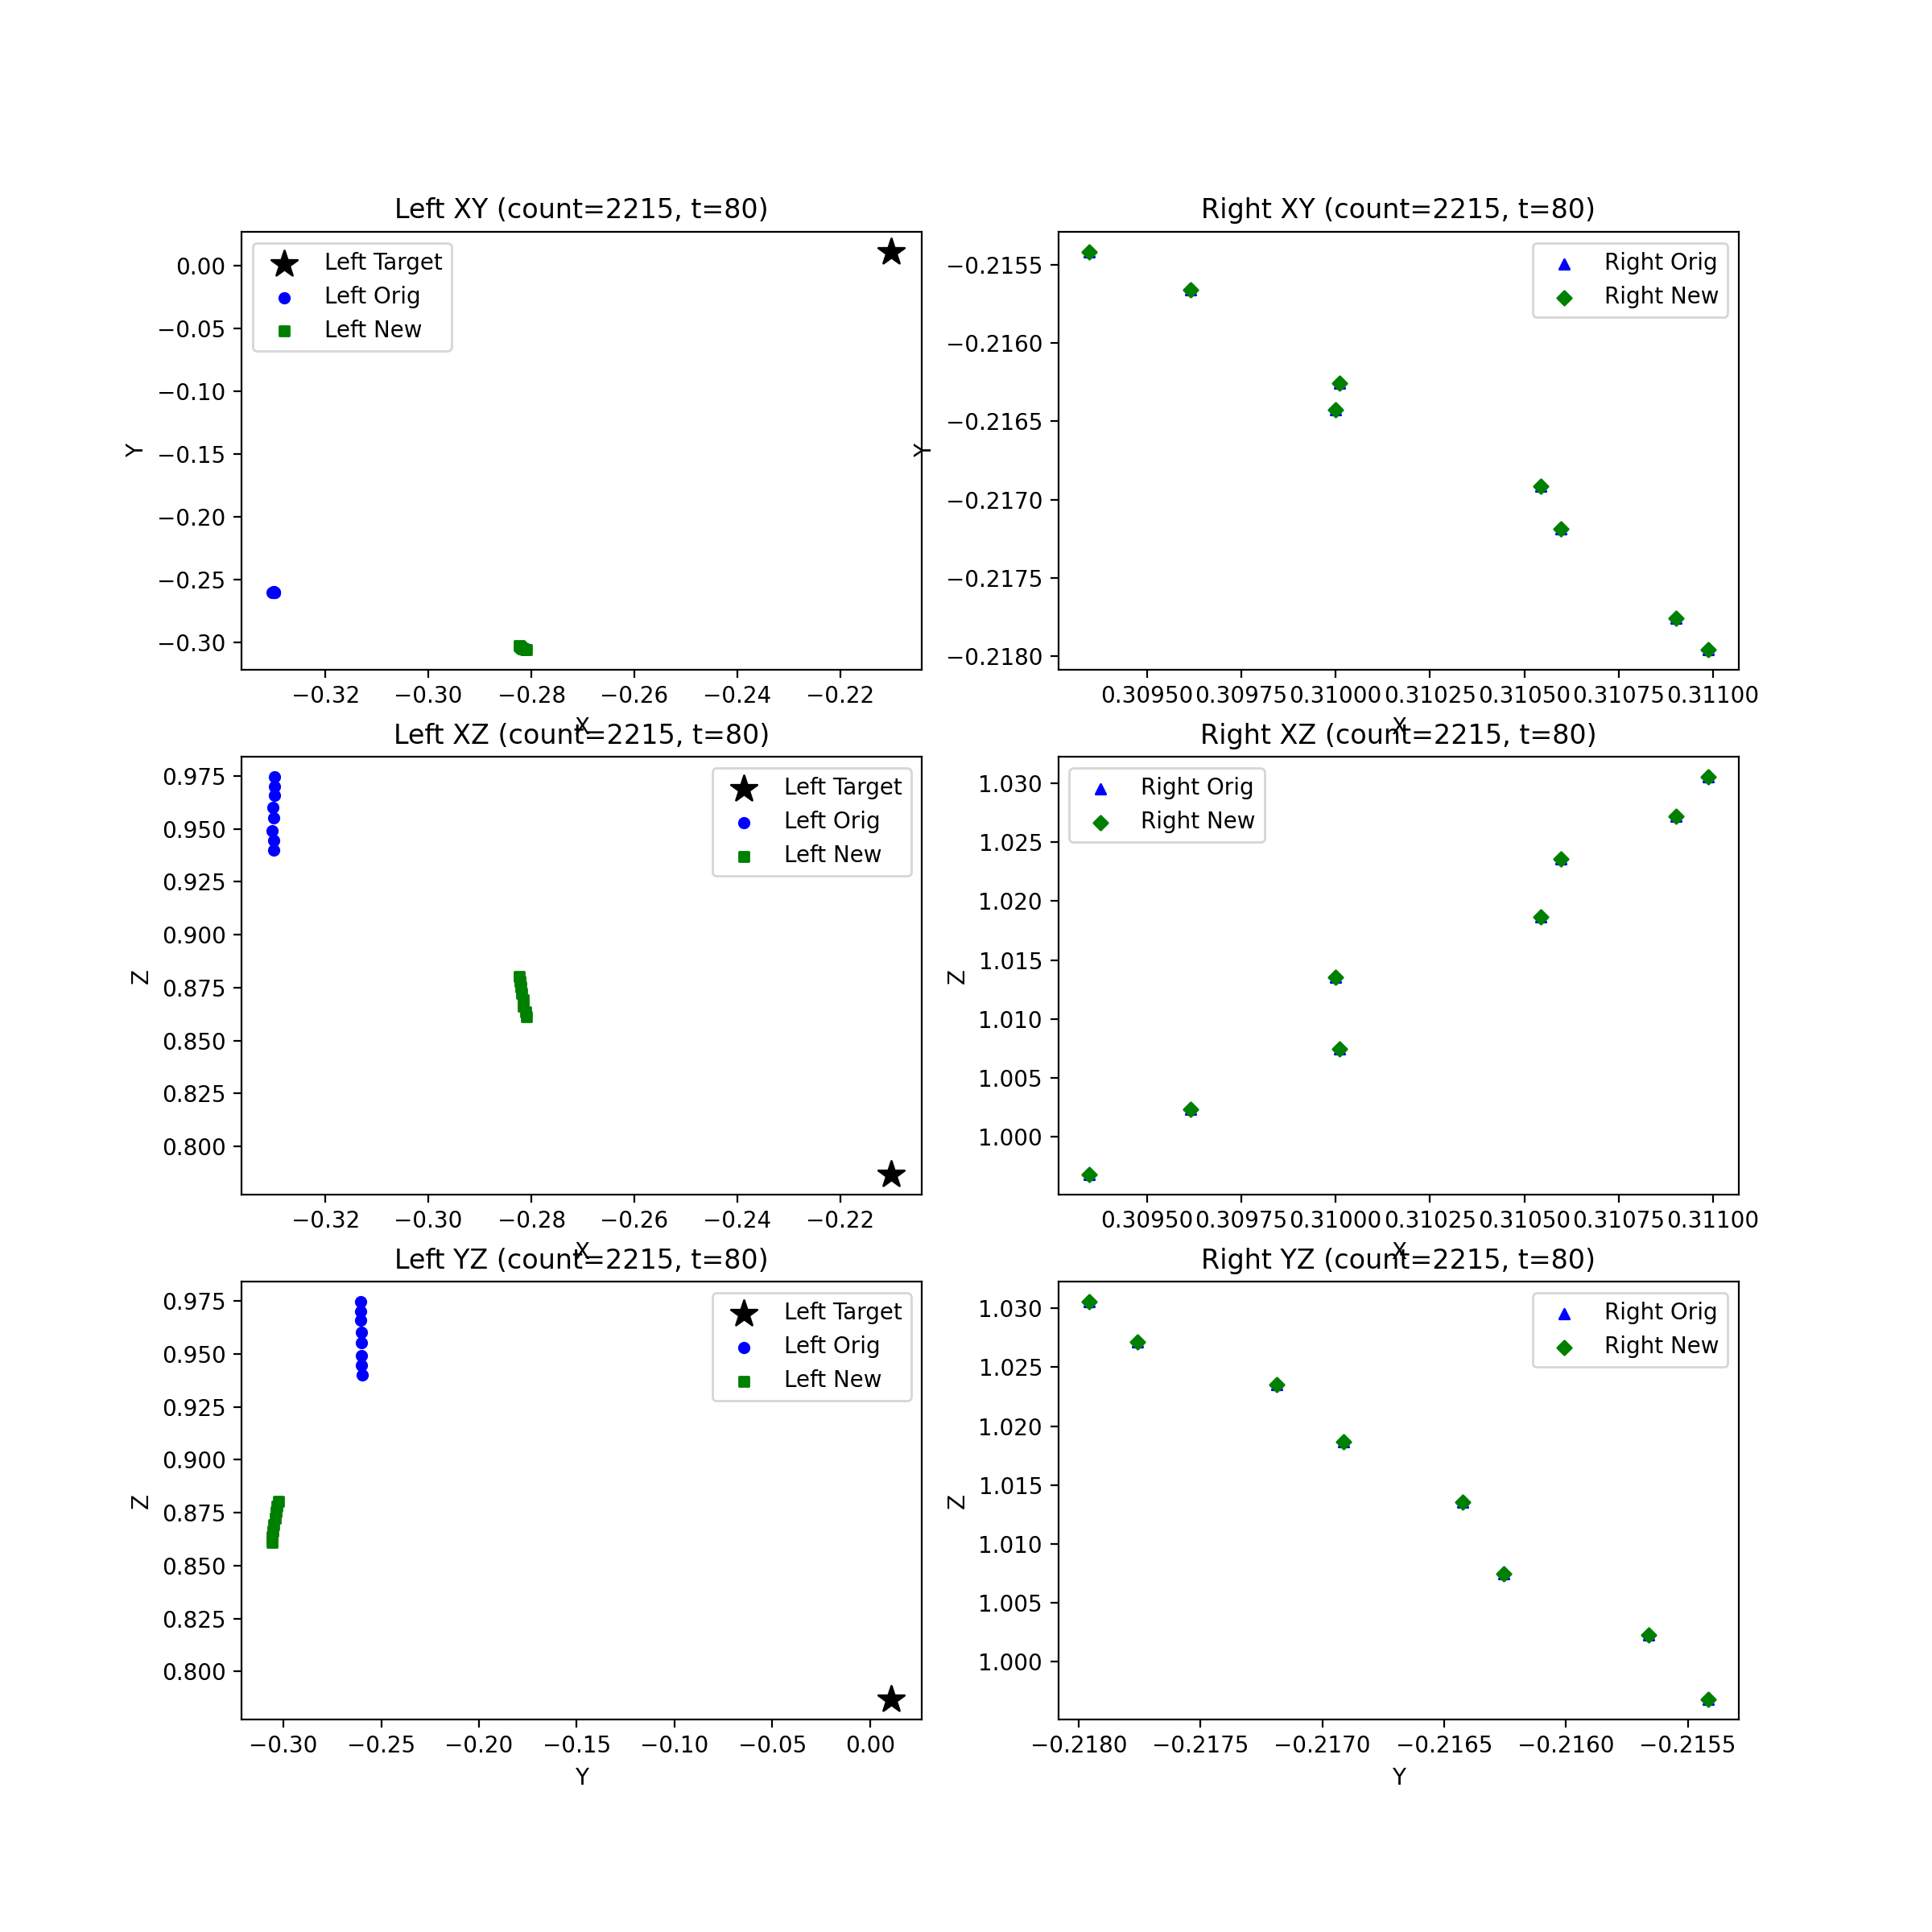 Left XY (count=2215, t=80)
Left Target
Left Orig
Left New
0.00
−0.05
−0.10
−0.15
−0.20
−0.25
−0.30
Y
−0.32 −0.30 −0.28 −0.26 −0.24 −0.22
X
Right XY (count=2215, t=80)
Right Orig
Right New
−0.2155
−0.2160
−0.2165
−0.2170
−0.2175
−0.2180
Y
0.30950 0.30975 0.31000 0.31025 0.31050 0.31075 0.31100
X
Left XZ (count=2215, t=80)
Left Target
Left Orig
Left New
0.975
0.950
0.925
0.900
0.875
0.850
0.825
0.800
Z
−0.32 −0.30 −0.28 −0.26 −0.24 −0.22
X
Right XZ (count=2215, t=80)
Right Orig
Right New
1.030
1.025
1.020
1.015
1.010
1.005
1.000
Z
0.30950 0.30975 0.31000 0.31025 0.31050 0.31075 0.31100
X
Left YZ (count=2215, t=80)
Left Target
Left Orig
Left New
0.975
0.950
0.925
0.900
0.875
0.850
0.825
0.800
Z
−0.30 −0.25 −0.20 −0.15 −0.10 −0.05 0.00
Y
Right YZ (count=2215, t=80)
Right Orig
Right New
1.030
1.025
1.020
1.015
1.010
1.005
1.000
Z
−0.2180 −0.2175 −0.2170 −0.2165 −0.2160 −0.2155
Y